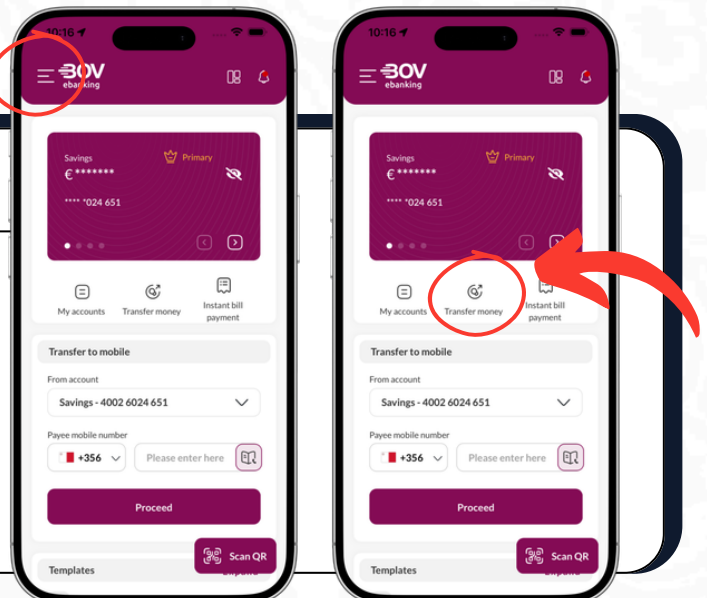 10:16
BOV
ebanking
Savings
Primary
€*******
**** *024 651
My accounts
Transfer money
Instant bill
payment
Transfer to mobile
From account
Savings - 4002 6024 651
Payee mobile number
+356
Please enter here
Proceed
Scan QR
Templates
10:16
BOV
ebanking
Savings
Primary
€*******
**** *024 651
My accounts
Transfer money
Instant bill
payment
Transfer to mobile
From account
Savings - 4002 6024 651
Payee mobile number
+356
Please enter here
Proceed
Scan QR
Templates